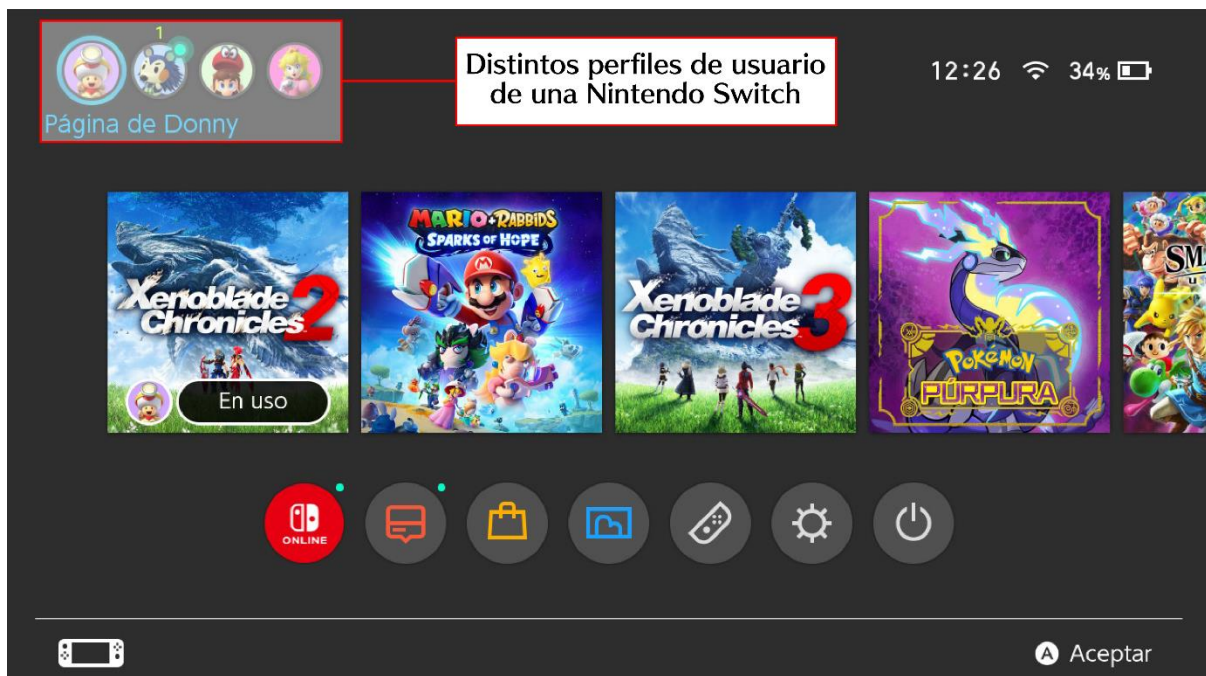 1
Página de Donny
Distintos perfiles de usuario
de una Nintendo Switch
12:26
34%
Xenoblade
Chronicles 2
En uso
MARIO+RABBIDS
SPARKS OF HOPE
Xenoblade
Chronicles 3
POKÉMON
PÚRPURA
SM
U
ONLINE
A Aceptar